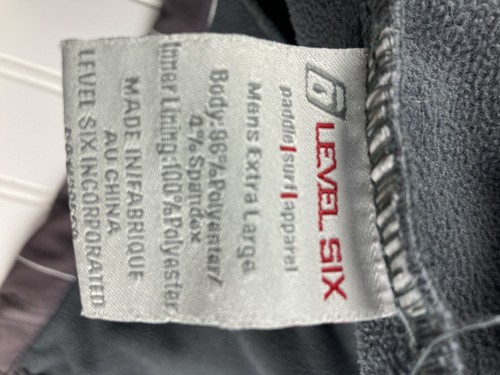 LEVEL SIX
paddle|surf|apparel
Mens Extra Large
Body:96%Polyester/
4% Spandex
Inner Lining:100%Polyester
MADE IN/FABRIQUE
AU CHINA
LEVEL SIX INCORPORATED